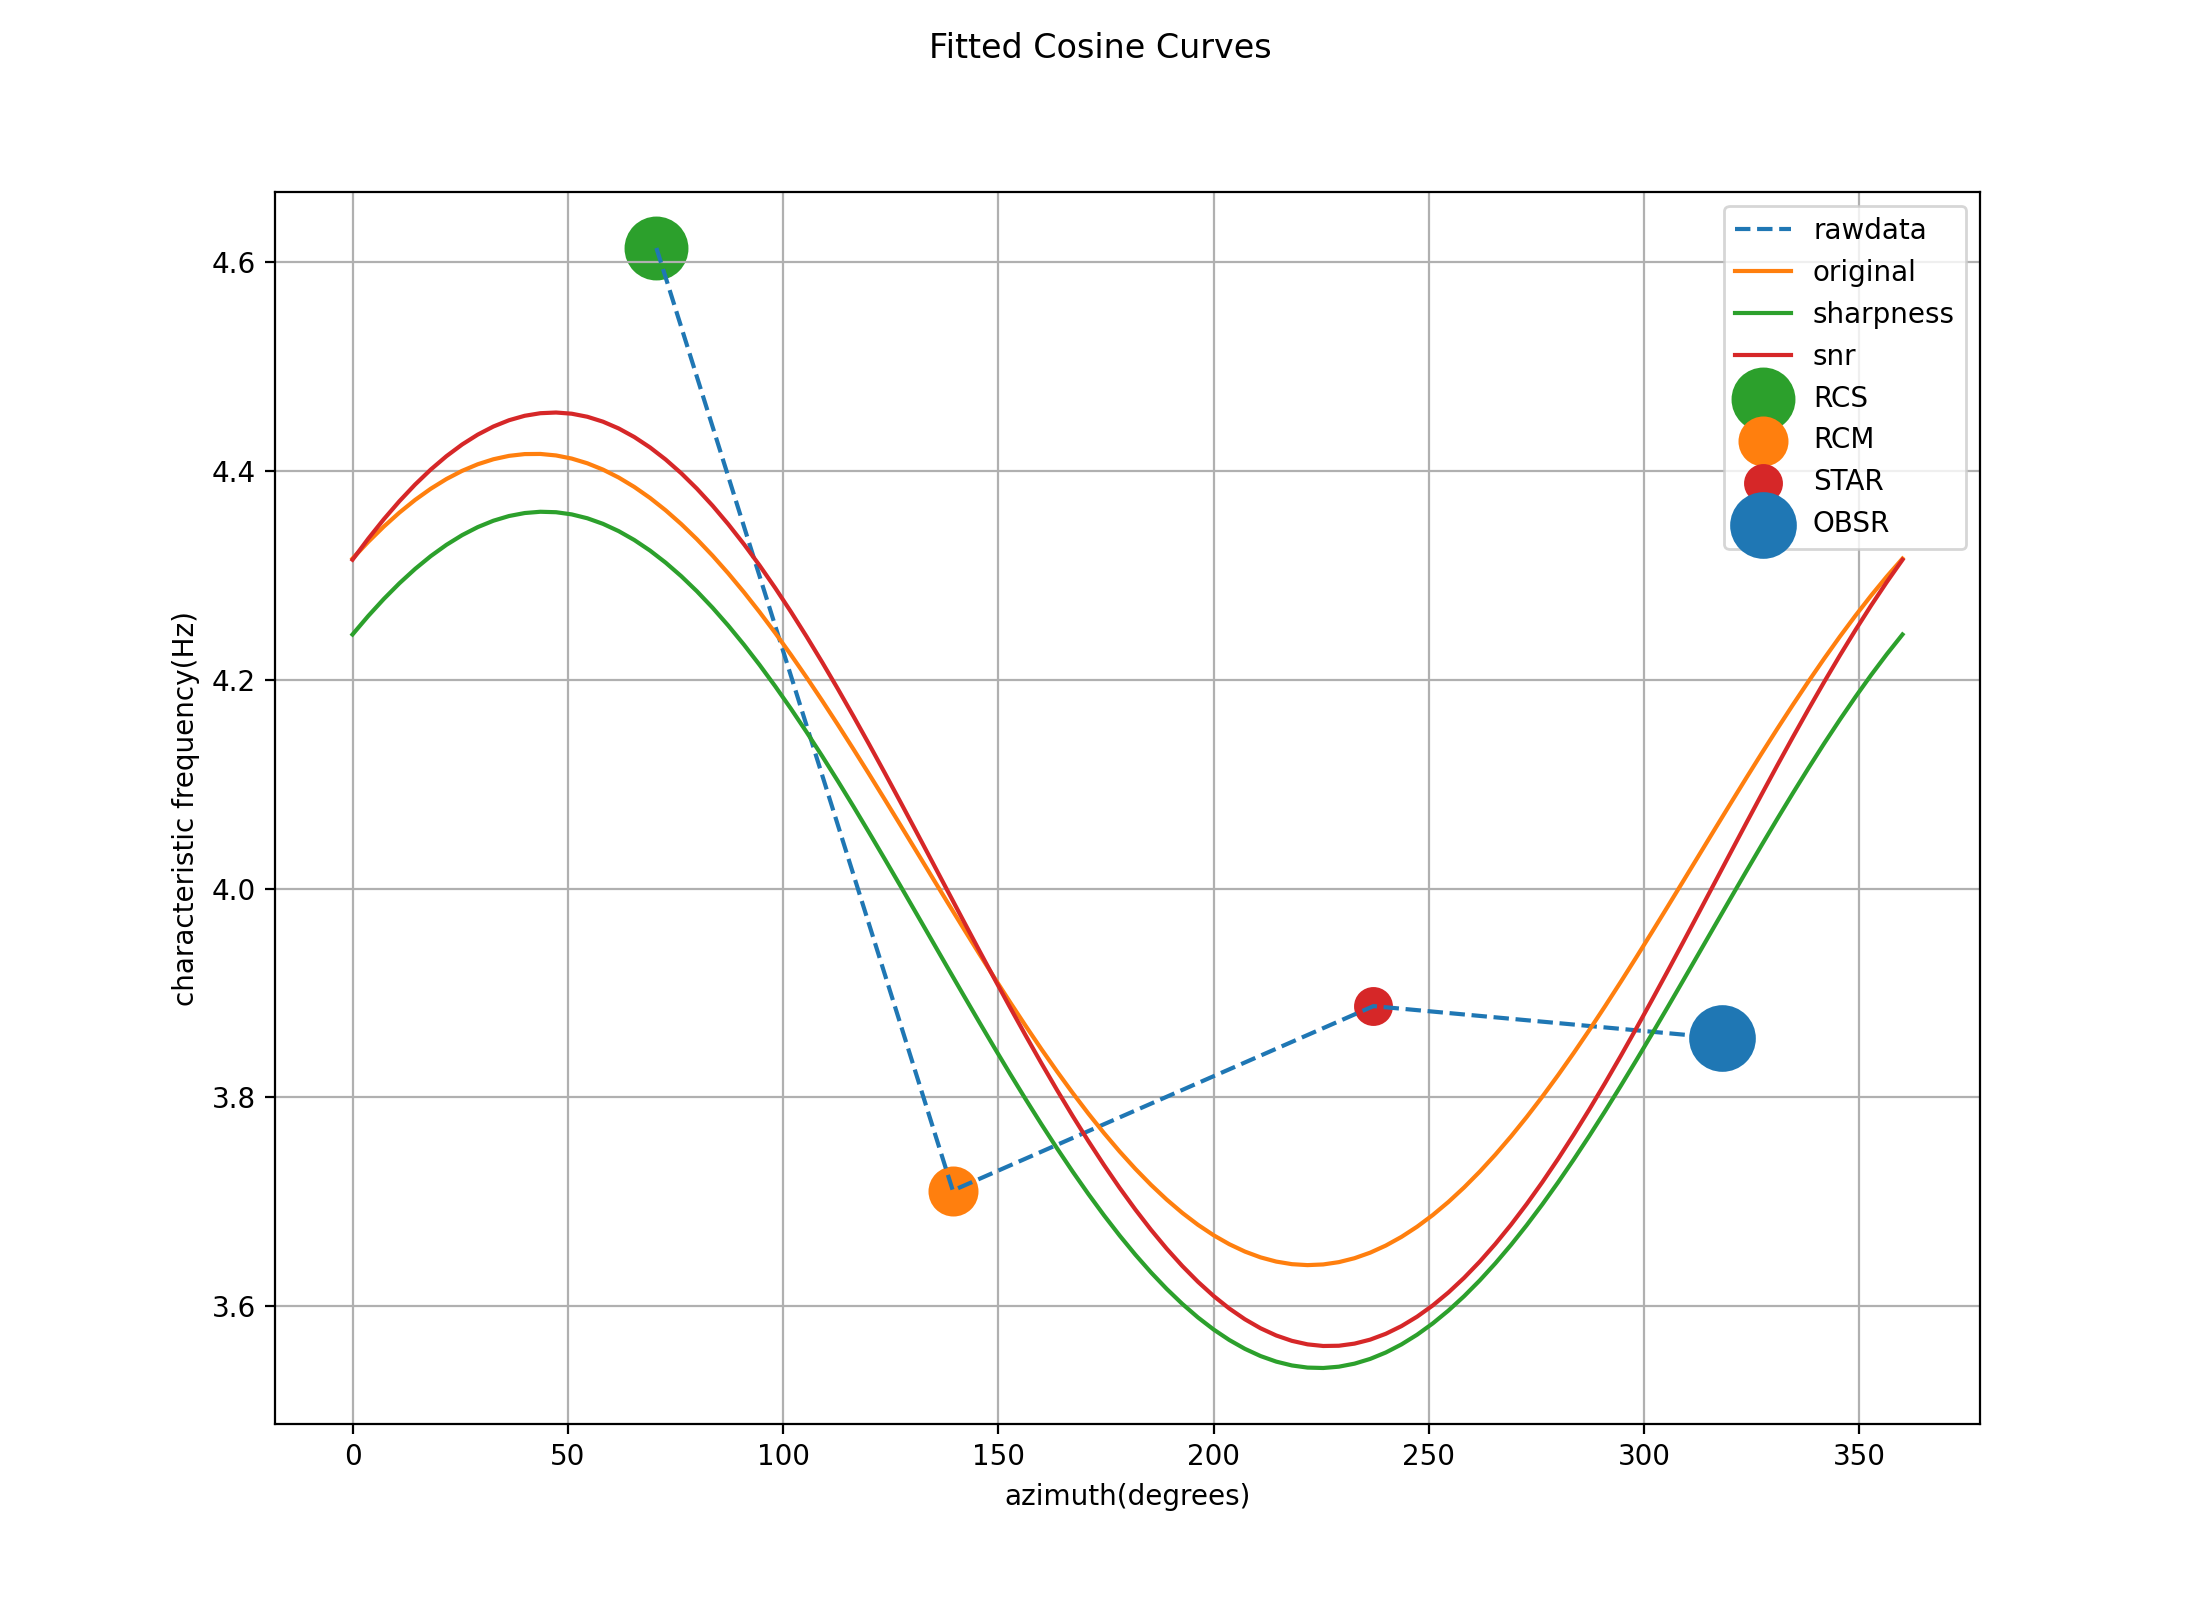 Fitted Cosine Curves
rawdata
original
sharpness
snr
RCS
RCM
STAR
OBSR
characteristic frequency(Hz)
4.6
4.4
4.2
4.0
3.8
3.6
0 50 100 150 200 250 300 350
azimuth(degrees)